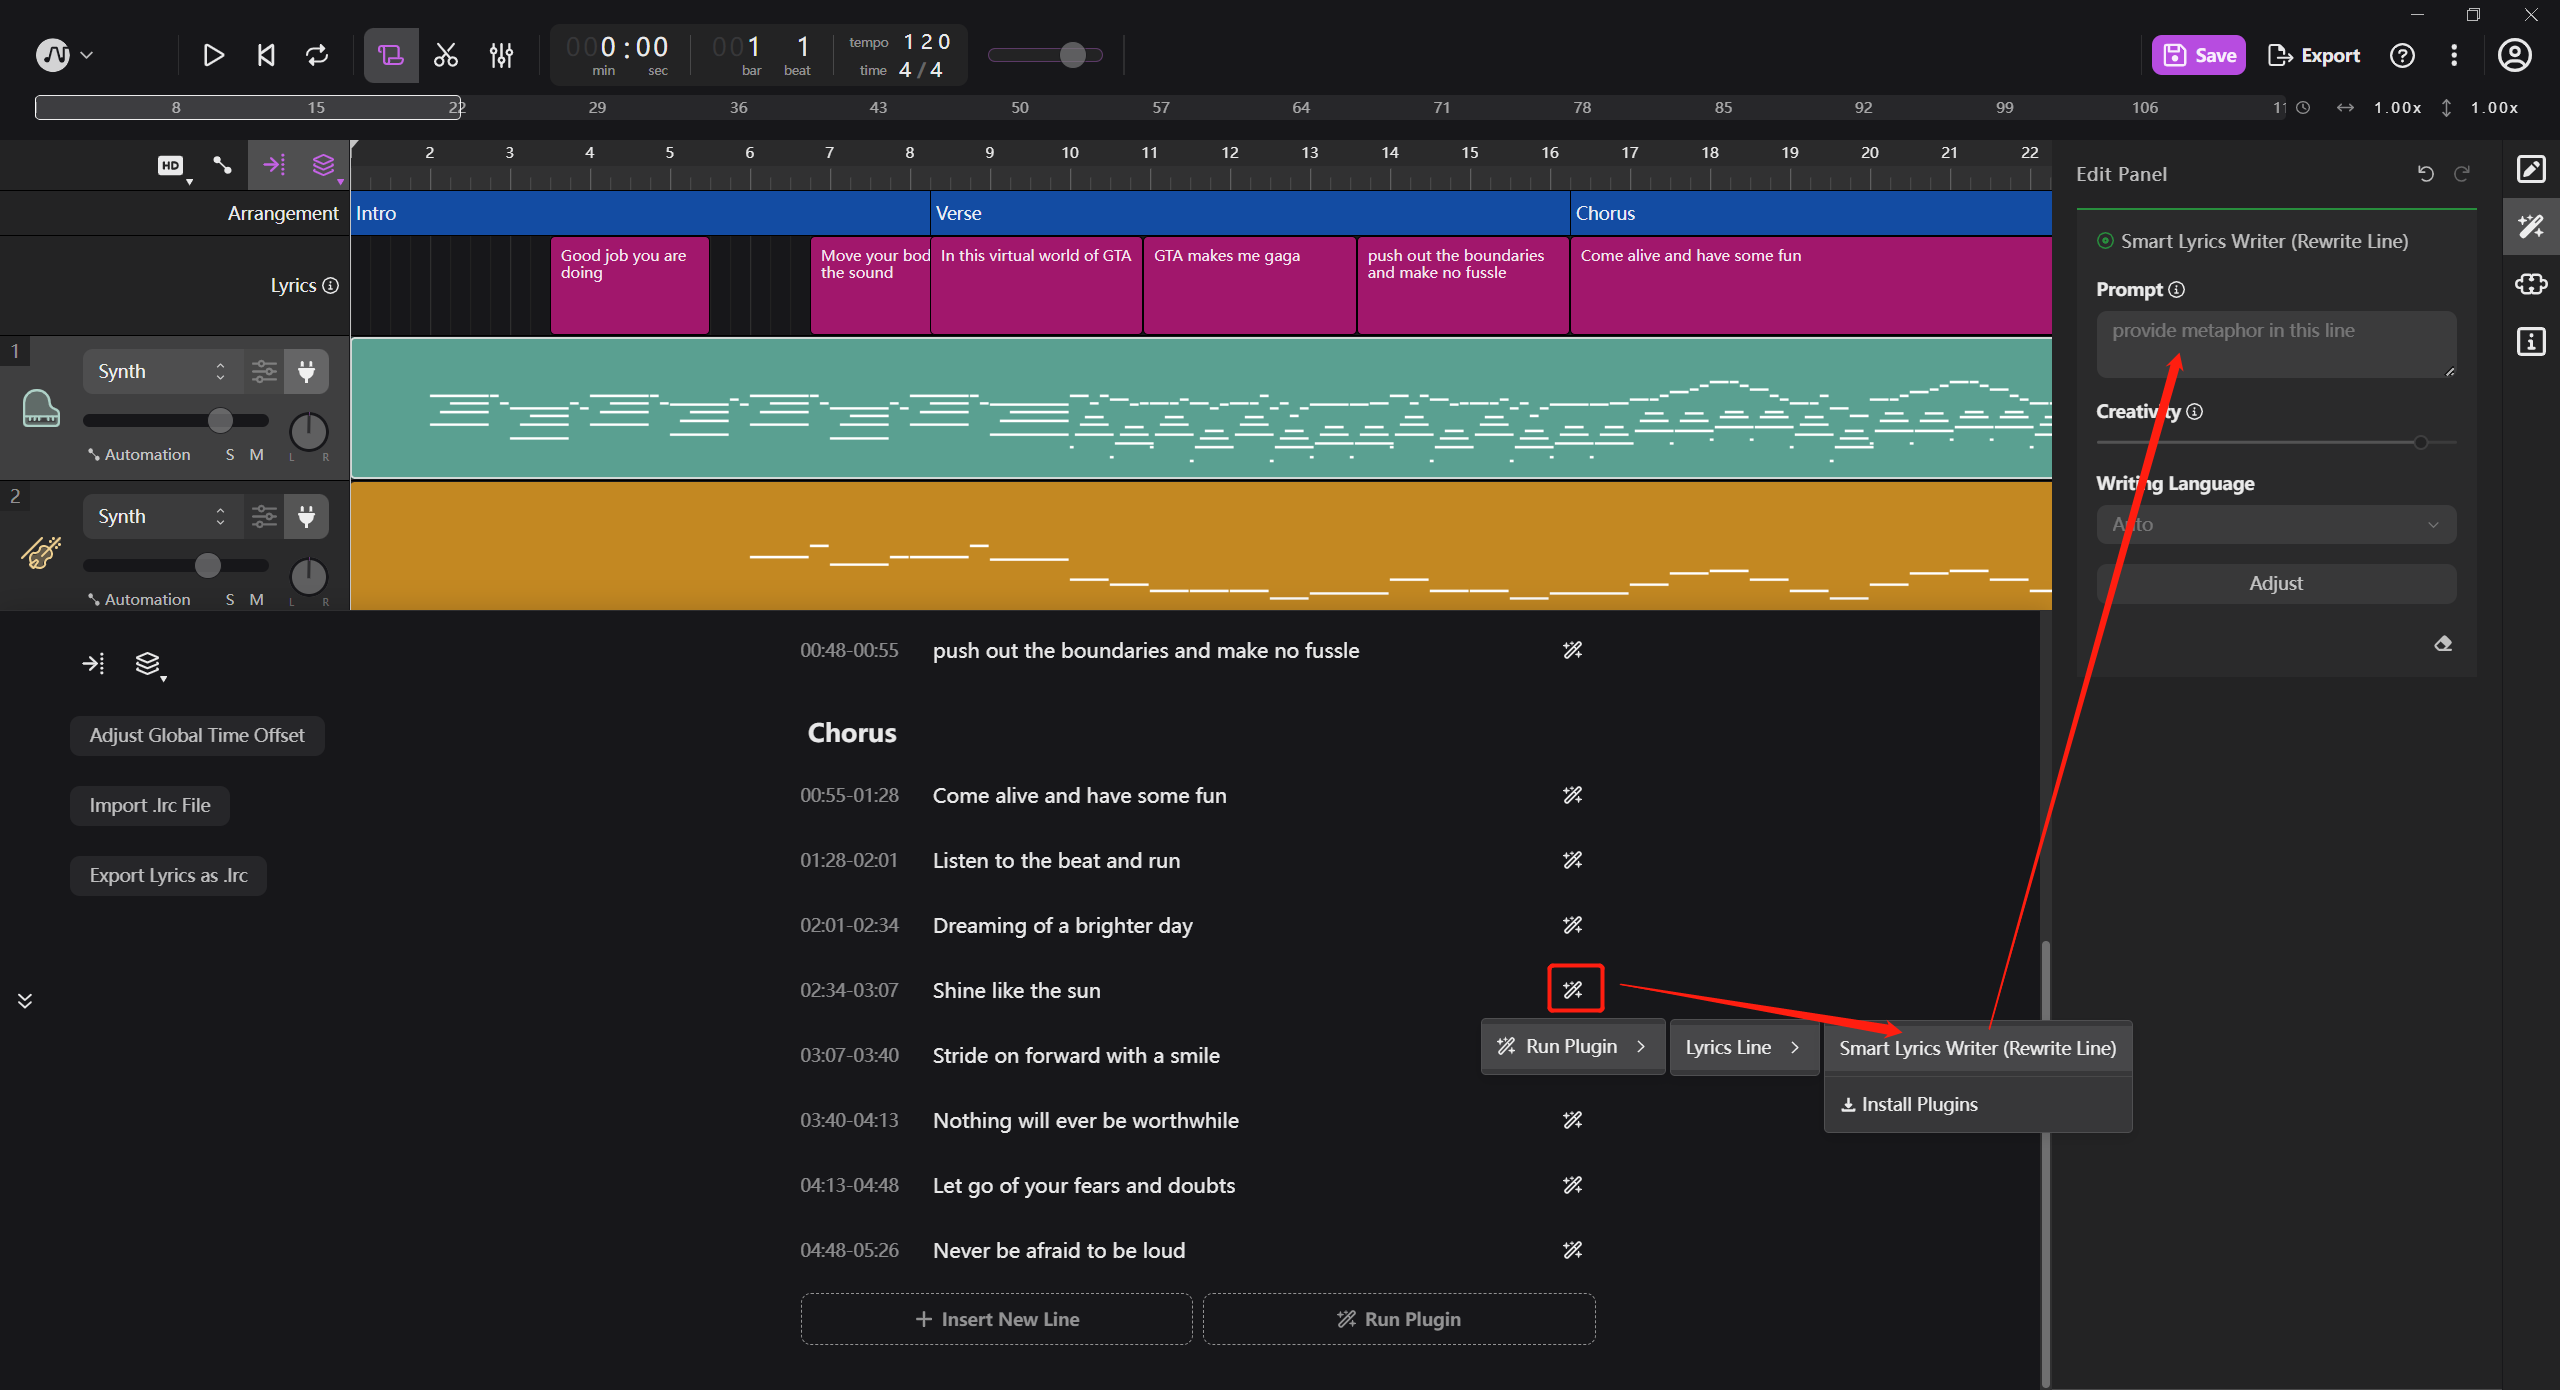 000:00
min sec
001 1
bar beat
tempo 120
time 4/4
Save
Export
8 15 22 29 36 43 50 57 64 71 78 85 92 99 106
1.00x 1.00x
HD
2 3 4 5 6 7 8 9 10 11 12 13 14 15 16 17 18 19 20 21 22
Arrangement
Intro
Verse
Chorus
Lyrics
Good job you are
doing
Move your bod
the sound
In this virtual world of GTA
GTA makes me gaga
push out the boundaries
and make no fussle
Come alive and have some fun
1
Synth
Automation S M L R
2
Synth
Automation S M L R
Edit Panel
Smart Lyrics Writer (Rewrite Line)
Prompt
provide metaphor in this line
Creativity
Writing Language
Auto
Adjust
Adjust Global Time Offset
Import .lrc File
Export Lyrics as .lrc
00:48-00:55 push out the boundaries and make no fussle
Chorus
00:55-01:28 Come alive and have some fun
01:28-02:01 Listen to the beat and run
02:01-02:34 Dreaming of a brighter day
02:34-03:07 Shine like the sun
03:07-03:40 Stride on forward with a smile
Run Plugin
Lyrics Line
Smart Lyrics Writer (Rewrite Line)
Install Plugins
03:40-04:13 Nothing will ever be worthwhile
04:13-04:48 Let go of your fears and doubts
04:48-05:26 Never be afraid to be loud
Insert New Line
Run Plugin